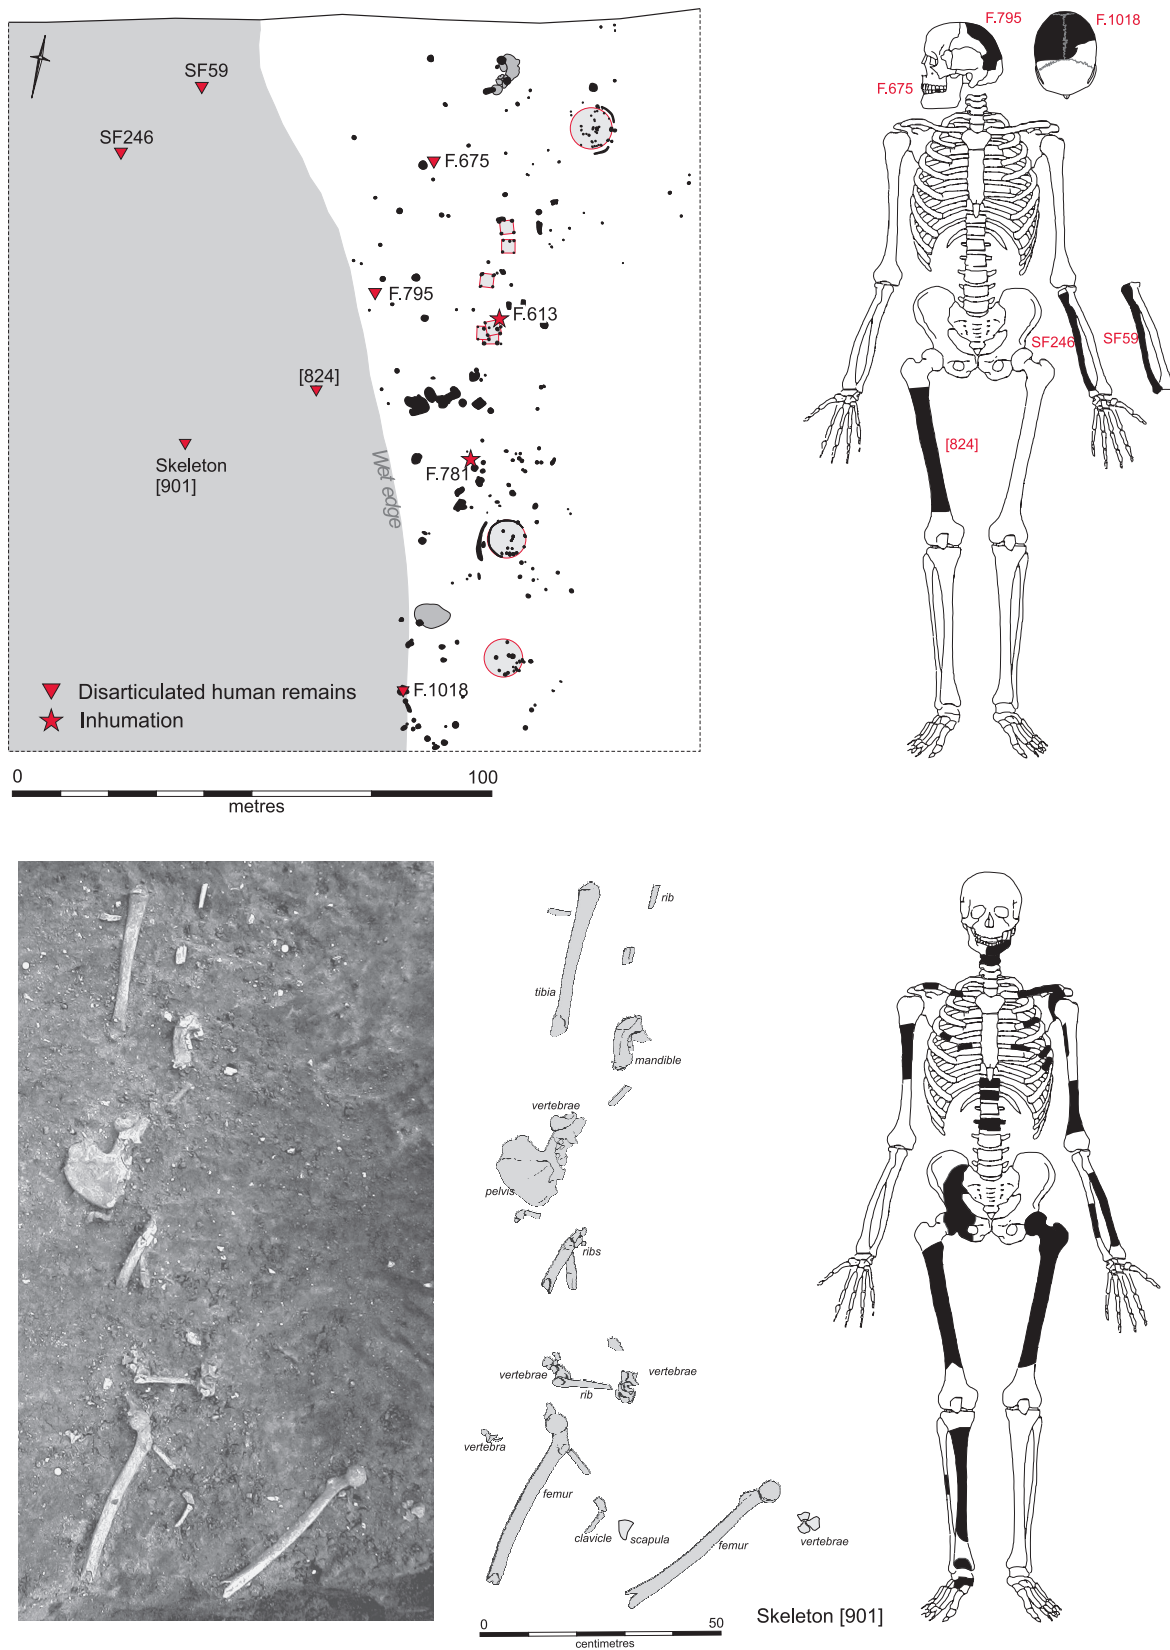 SF59
SF246
F.675
F.795
F.613
[824]
Skeleton
[901]
F.781
Wet edge
F.1018
Disarticulated human remains
Inhumation
0
100
metres
F.795
F.1018
F.675
SF246
SF59
[824]
rib
tibia
mandible
vertebrae
pelvis
ribs
vertebrae
vertebrae
rib
vertebra
femur
clavicle
scapula
femur
vertebrae
0
50
centimetres
Skeleton [901]